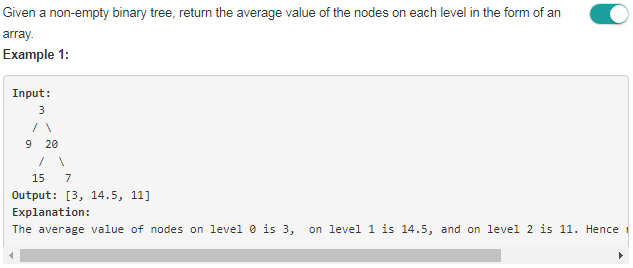 Given a non-empty binary tree, return the average value of the nodes on each level in the form of an
array.
Example 1:
Input:
    3
   / \
  9  20
    /  \
   15   7
Output: [3, 14.5, 11]
Explanation:
The average value of nodes on level 0 is 3,  on level 1 is 14.5, and on level 2 is 11. Hence